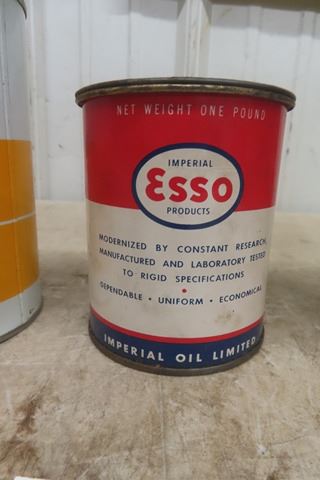 NET WEIGHT ONE POUND
IMPERIAL
Esso
PRODUCTS
MODERNIZED BY CONSTANT RESEARCH,
MANUFACTURED AND LABORATORY TESTED
TO RIGID SPECIFICATIONS
DEPENDABLE • UNIFORM • ECONOMICAL
IMPERIAL OIL LIMITED